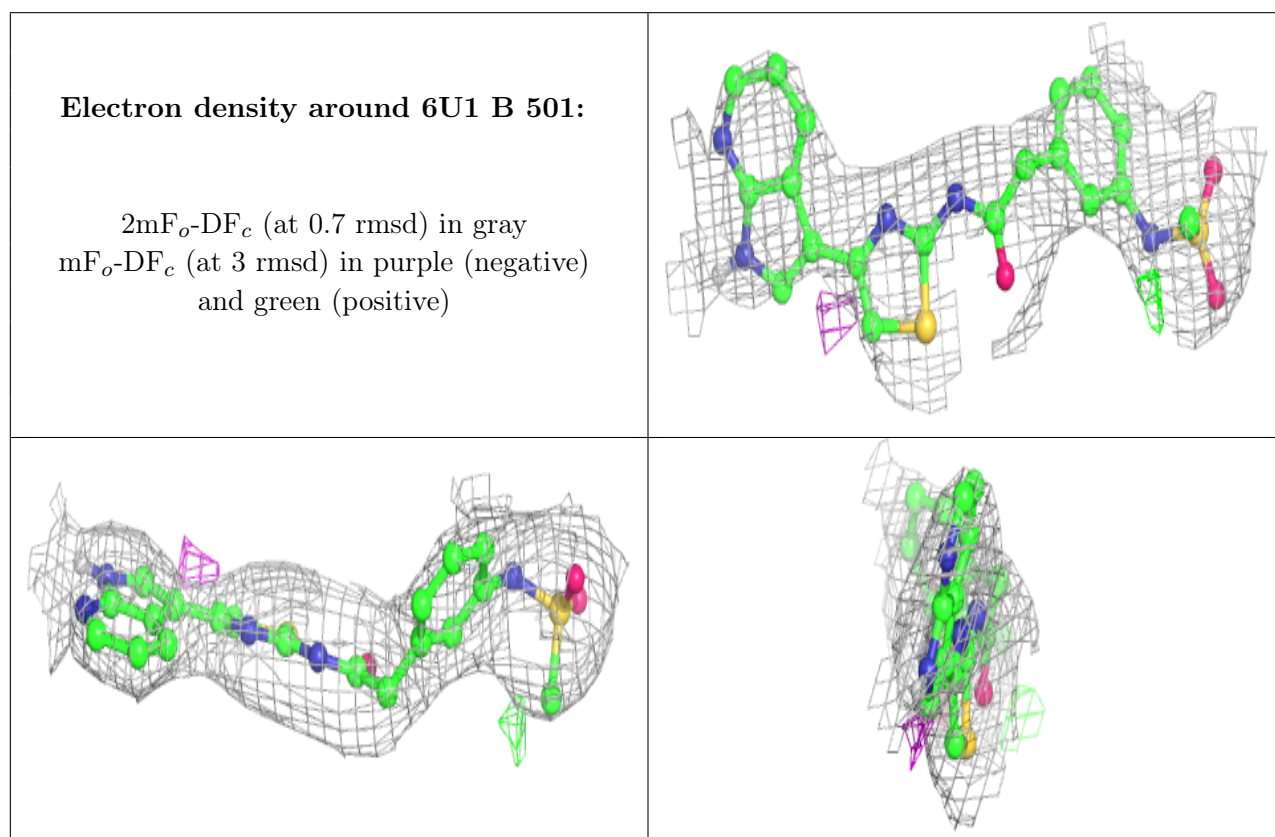 Electron density around 6U1 B 501:
2mFₒ-DF𝒸 (at 0.7 rmsd) in gray
mFₒ-DF𝒸 (at 3 rmsd) in purple (negative)
and green (positive)